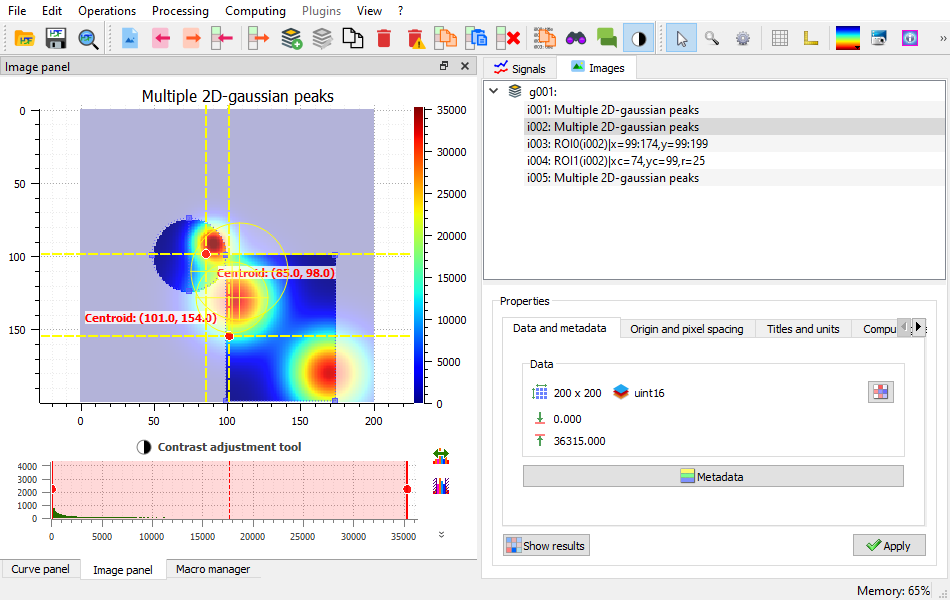 File Edit Operations Processing Computing Plugins View ?
Image panel
Signals
Images
Multiple 2D-gaussian peaks
0
50
100
150
0 50 100 150 200
35000
30000
25000
20000
15000
10000
5000
0
Centroid: (85.0, 98.0)
Centroid: (101.0, 154.0)
Contrast adjustment tool
4000
3000
2000
1000
0
0 5000 10000 15000 20000 25000 30000 35000
Curve panel Image panel Macro manager
g001:
i001: Multiple 2D-gaussian peaks
i002: Multiple 2D-gaussian peaks
i003: ROI0(i002)|x=99:174,y=99:199
i004: ROI1(i002)|xc=74,yc=99,r=25
i005: Multiple 2D-gaussian peaks
Properties
Data and metadata Origin and pixel spacing Titles and units Compu
Data
200 x 200 uint16
0.000
36315.000
Metadata
Show results Apply
Memory: 65%